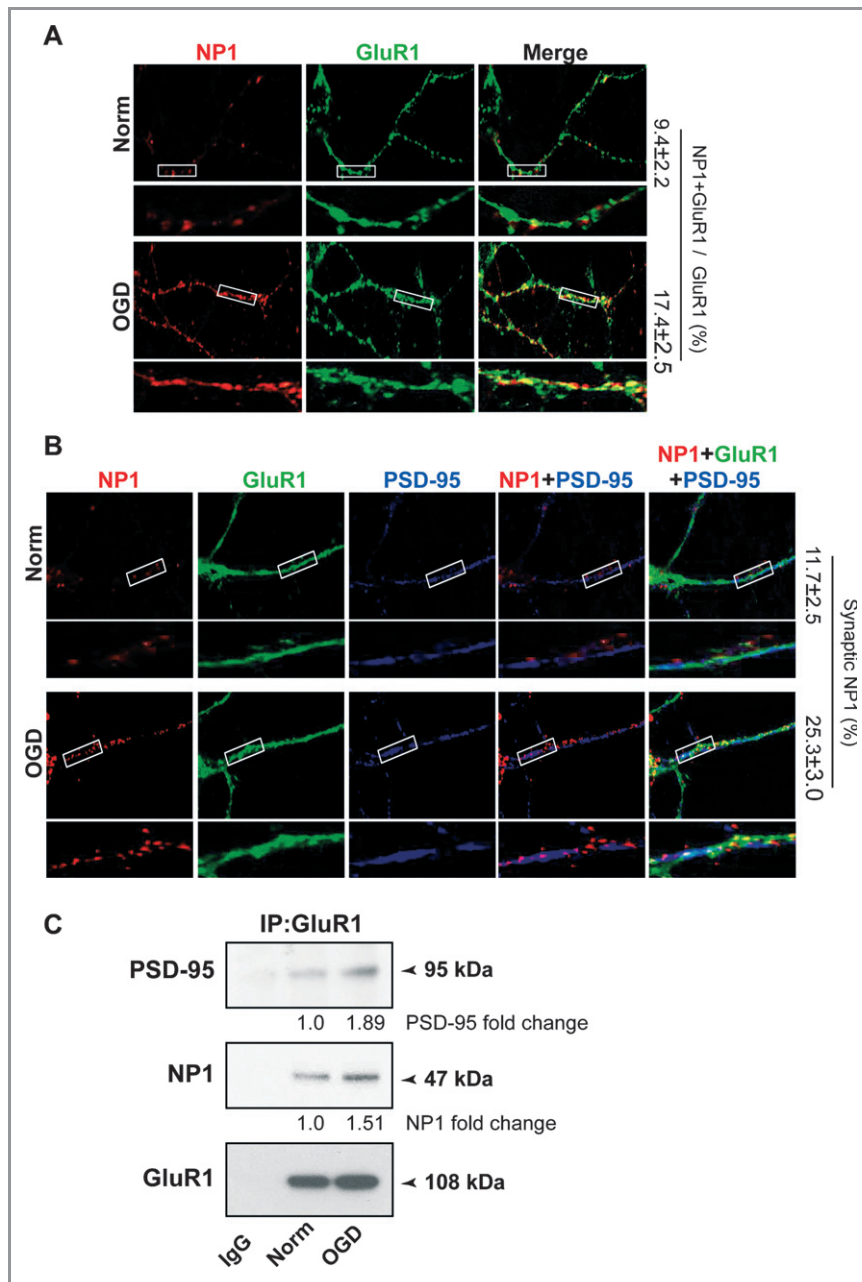 A
NP1 GluR1 Merge
Norm
9.4±2.2
OGD
17.4±2.5
NP1+GluR1 / GluR1 (%)
B
NP1 GluR1 PSD-95 NP1+PSD-95 NP1+GluR1
+PSD-95
Norm
11.7±2.5
OGD
25.3±3.0
Synaptic NP1 (%)
C
IP:GluR1
PSD-95 95 kDa
1.0 1.89 PSD-95 fold change
NP1 47 kDa
1.0 1.51 NP1 fold change
GluR1 108 kDa
IgG Norm OGD